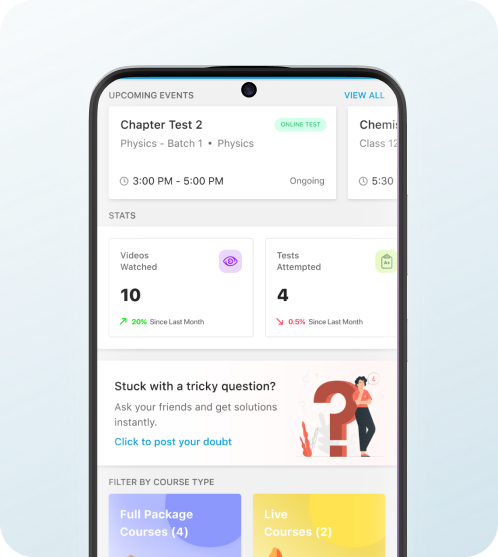 UPCOMING EVENTS VIEW ALL
Chapter Test 2 ONLINE TEST Chemis
Physics - Batch 1 • Physics Class 12
3:00 PM - 5:00 PM Ongoing 5:30
STATS
Videos
Watched
10
20% Since Last Month
Tests
Attempted
A+
4
0.5% Since Last Month
Stuck with a tricky question?
Ask your friends and get solutions
instantly.
Click to post your doubt
FILTER BY COURSE TYPE
Full Package
Courses (4)
Live
Courses (2)